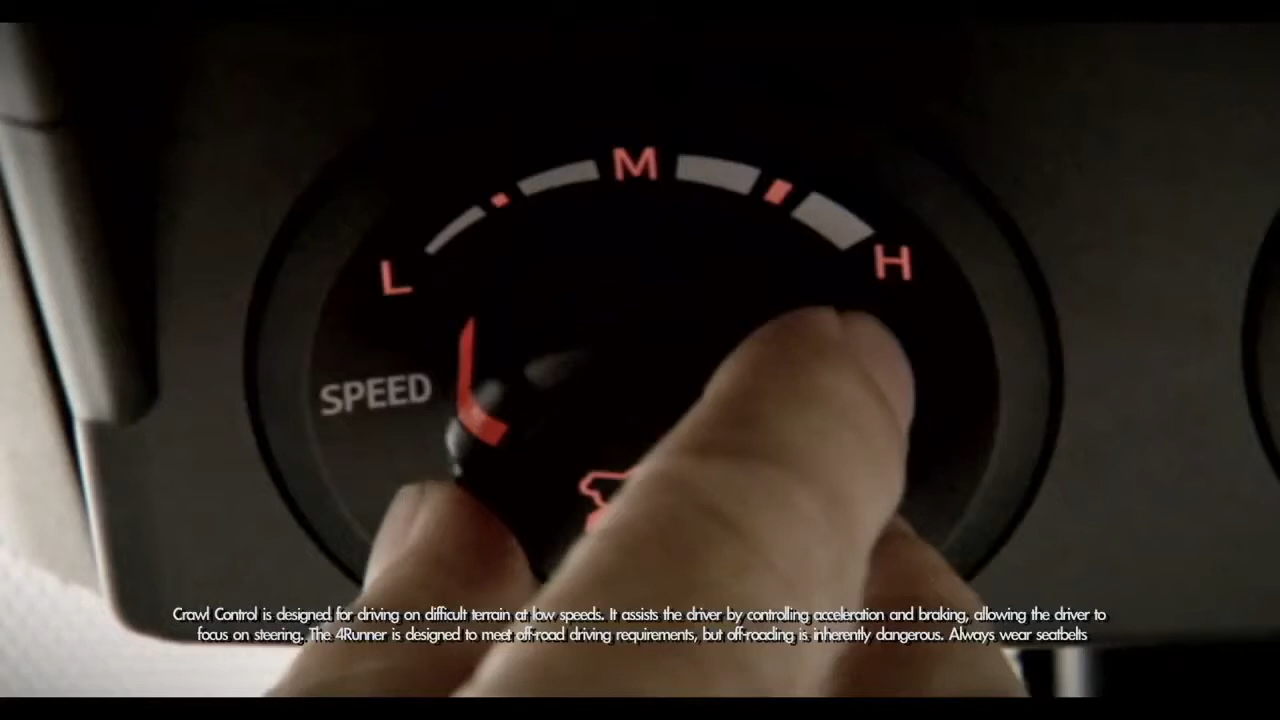 M
L
H
SPEED
Crawl Control is designed for driving on difficult terrain at low speeds. It assists the driver by controlling acceleration and braking, allowing the driver to
focus on steering. The 4Runner is designed to meet off-road driving requirements, but off-roading is inherently dangerous. Always wear seatbelts